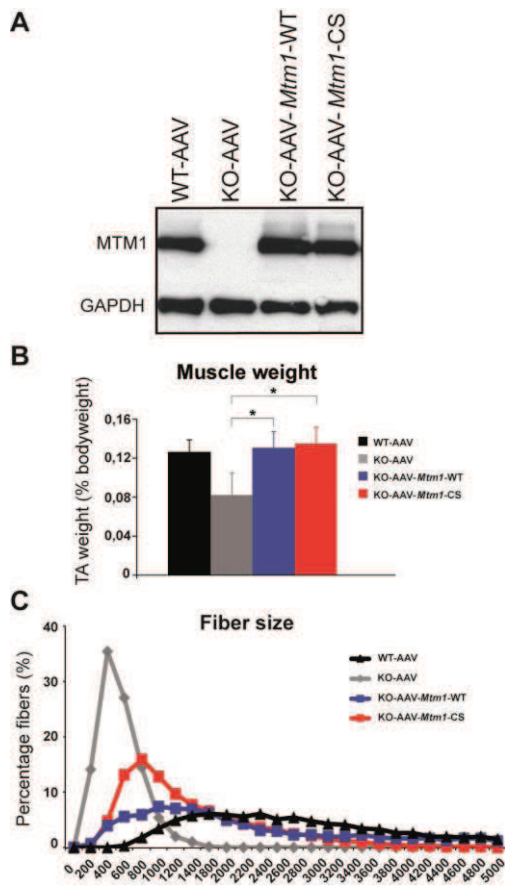 A
WT-AAV
KO-AAV
KO-AAV-Mtm1-WT
KO-AAV-Mtm1-CS
MTM1
GAPDH
B
Muscle weight
*
*
TA weight (% bodyweight)
0,16
0,12
0,08
0,04
0
WT-AAV
KO-AAV
KO-AAV-Mtm1-WT
KO-AAV-Mtm1-CS
C
Fiber size
Percentage fibers (%)
40
30
20
10
0
WT-AAV
KO-AAV
KO-AAV-Mtm1-WT
KO-AAV-Mtm1-CS
0 200 400 600 800 1000 1200 1400 1600 1800 2000 2200 2400 2600 2800 3000 3200 3400 3600 3800 4000 4200 4400 4600 4800 5000